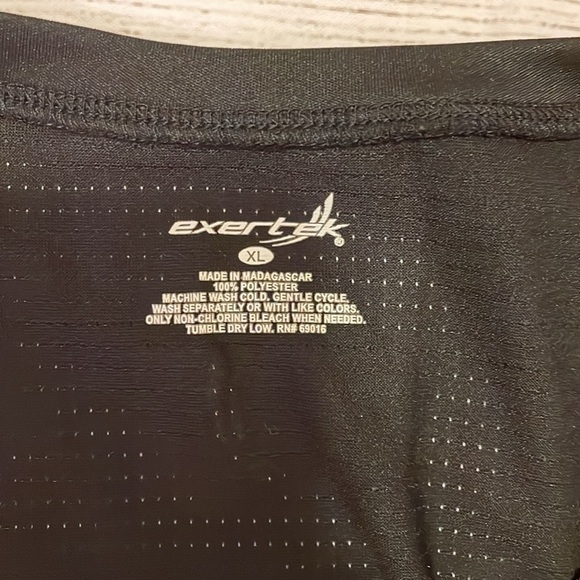 exertek®
XL
MADE IN MADAGASCAR
100% POLYESTER
MACHINE WASH COLD. GENTLE CYCLE.
WASH SEPARATELY OR WITH LIKE COLORS.
ONLY NON-CHLORINE BLEACH WHEN NEEDED.
TUMBLE DRY LOW. RN# 69016